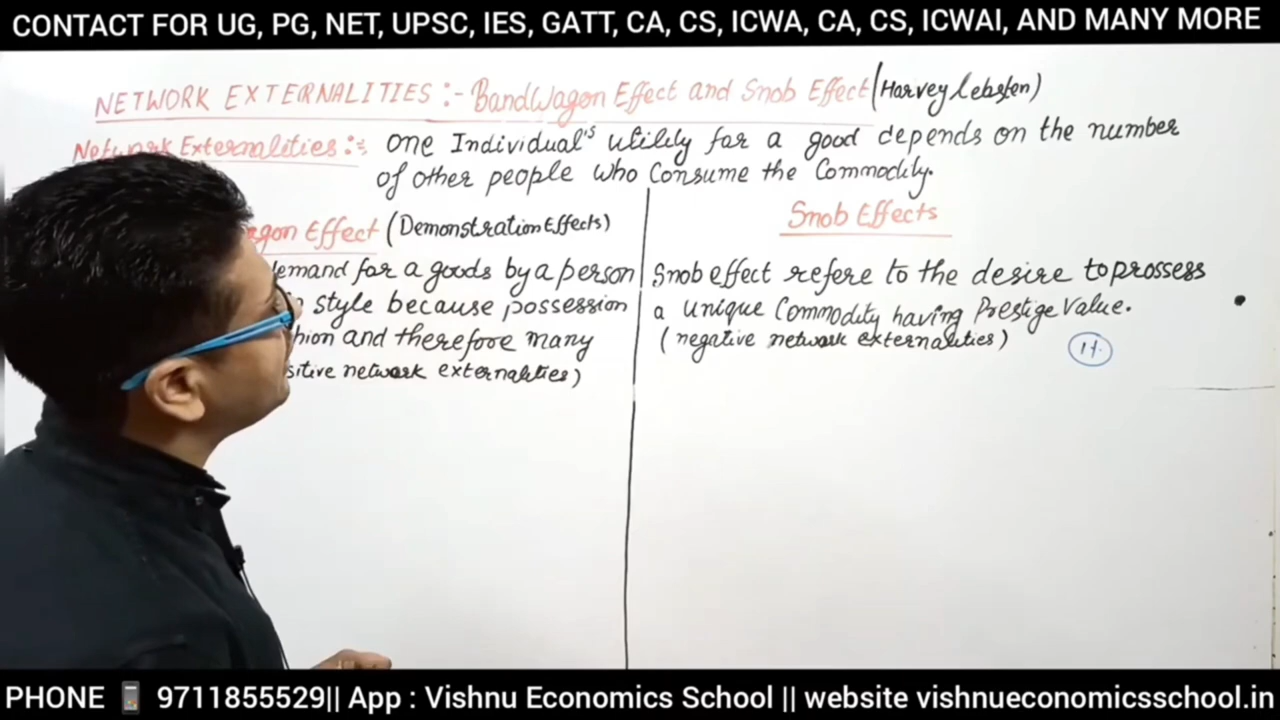 CONTACT FOR UG, PG, NET, UPSC, IES, GATT, CA, CS, ICWA, CA, CS, ICWAI, AND MANY MORE
NETWORK EXTERNALITIES :- BandWagon Effect and Snob Effect (Harvey Lebsten)
Network Externalities :- One Individual's utility for a good depends on the number
of other people who Consume the Commodity.
gon Effect (Demonstration Effects)
demand for a goods by a person
style because possession
hion and therefore many
sitive network externalities)
Snob Effects
Snob effect refere to the desire to prossess
a unique Commodity having Prestige Value.
(negative network externalities)
PHONE 9711855529|| App : Vishnu Economics School || website vishnueconomicsschool.in